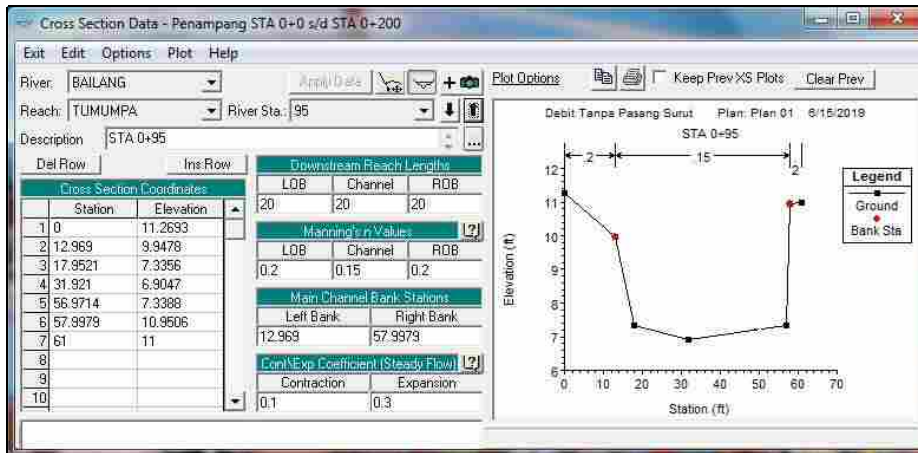 Cross Section Data - Penampang STA 0+0 s/d STA 0+200
Exit Edit Options Plot Help
River: BAILANG Apply Data
Reach: TUMUMPA River Sta.: 95
Description STA 0+95 ...
Del Row Ins Row
Cross Section Coordinates
Station Elevation
1 0 11.2693
2 12.969 9.9478
3 17.9521 7.3356
4 31.921 6.9047
5 56.9714 7.3388
6 57.9979 10.9506
7 61 11
8
9
10
Downstream Reach Lengths
LOB Channel ROB
20 20 20
Manning's n Values ?
LOB Channel ROB
0.2 0.15 0.2
Main Channel Bank Stations
Left Bank Right Bank
12.969 57.9979
Cont\Exp Coefficient (Steady Flow) ?
Contraction Expansion
0.1 0.3
Plot Options Keep Prev XS Plots Clear Prev
Debit Tanpa Pasang Surut Plan: Plan 01 6/15/2019
STA 0+95
.2 .15 .2
12
11
10
9
8
7
6
Elevation (ft)
0 10 20 30 40 50 60 70
Station (ft)
Legend
Ground
Bank Sta